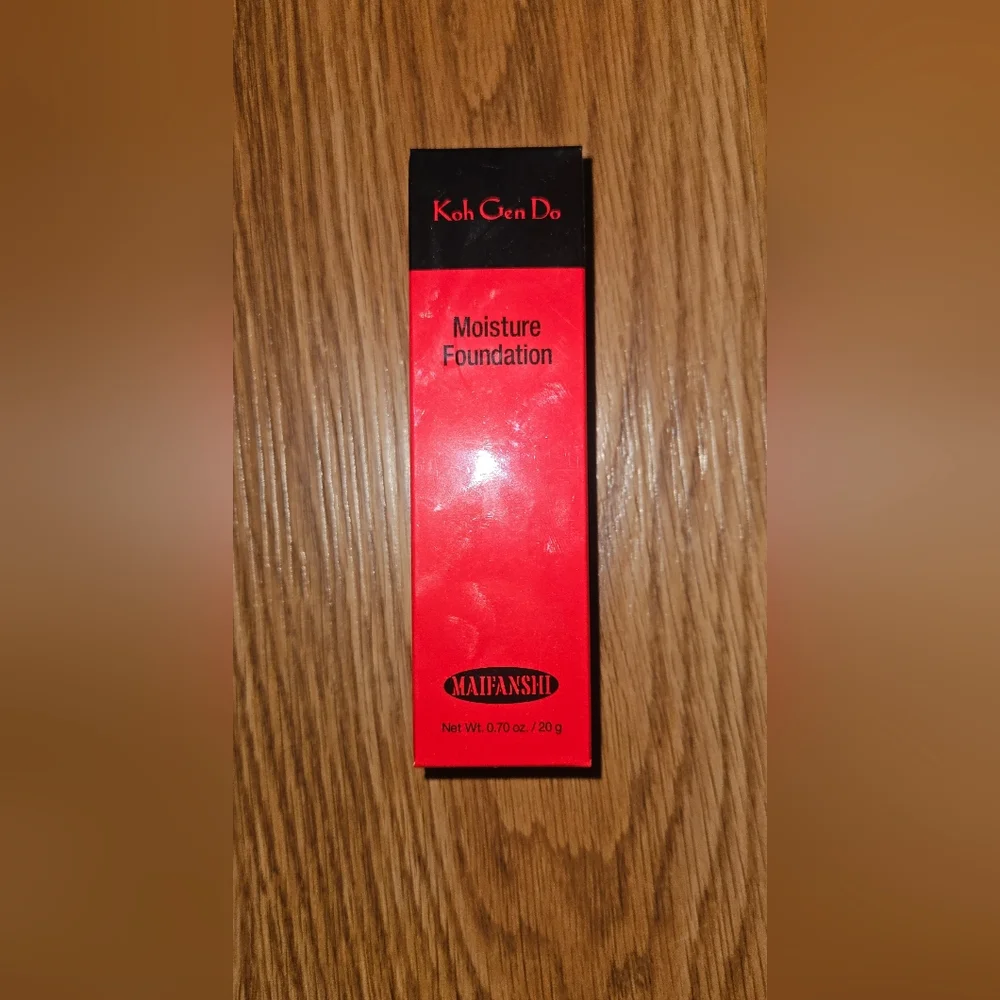 Koh Gen Do
Moisture
Foundation
MAIFANSHI
Net Wt. 0.70 oz. / 20 g